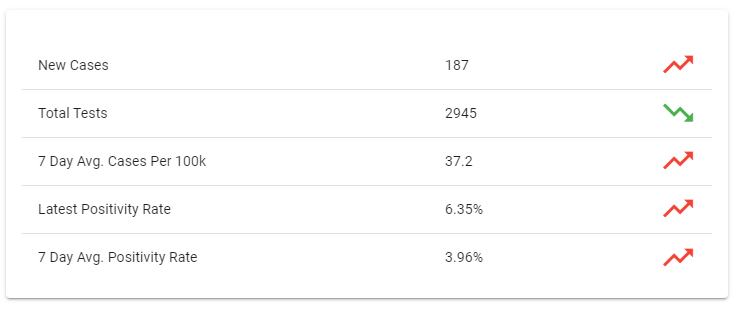 New Cases 187
Total Tests 2945
7 Day Avg. Cases Per 100k 37.2
Latest Positivity Rate 6.35%
7 Day Avg. Positivity Rate 3.96%